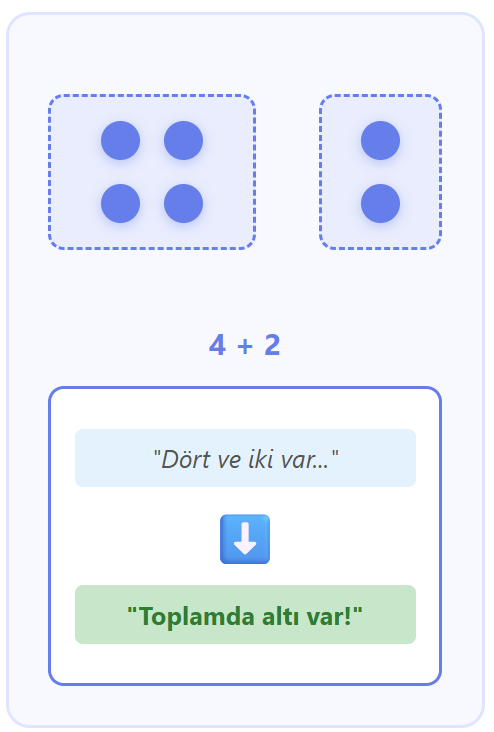 4 + 2
"Dört ve iki var..."
"Toplamda altı var!"